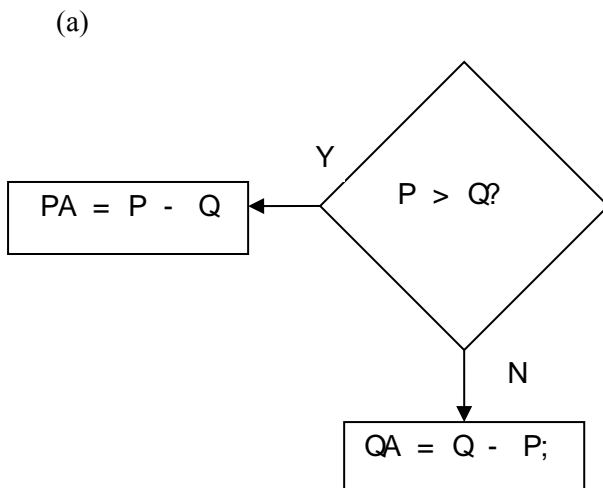 (a)
Y
PA = P - Q
P > Q?
N
QA = Q - P;